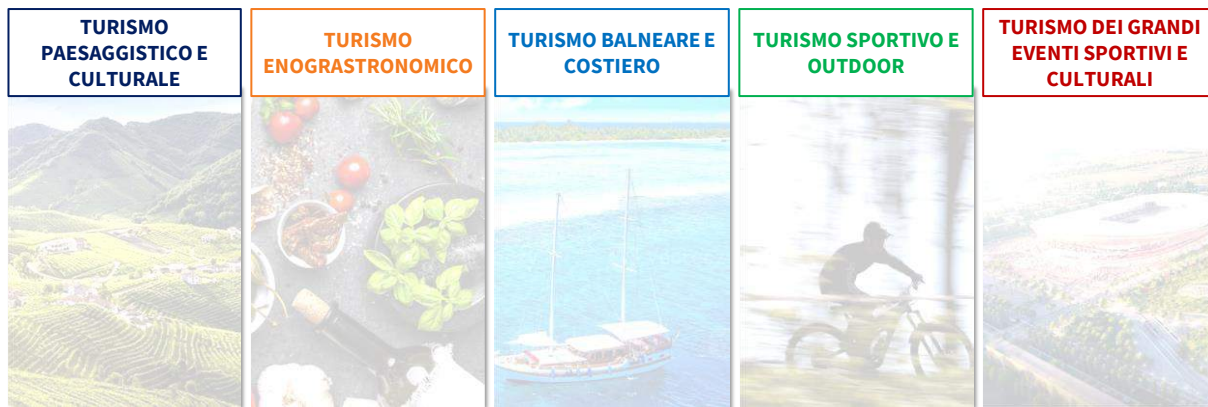 TURISMO
PAESAGGISTICO E
CULTURALE
TURISMO
ENOGRASTRONOMICO
TURISMO BALNEARE E
COSTIERO
TURISMO SPORTIVO E
OUTDOOR
TURISMO DEI GRANDI
EVENTI SPORTIVI E
CULTURALI